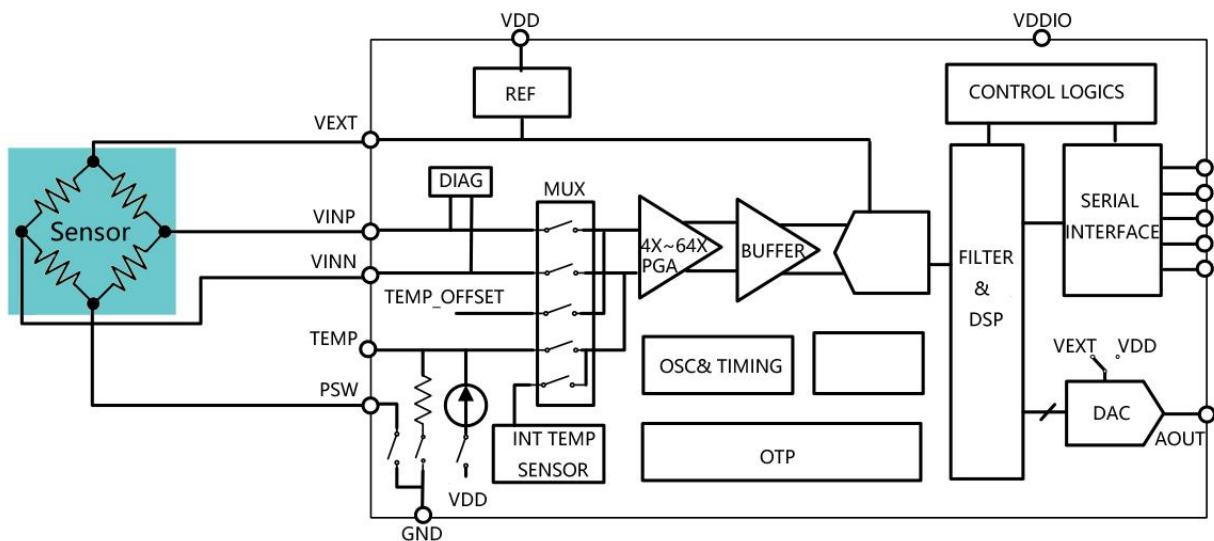 VDD
VDDIO
REF
CONTROL LOGICS
VEXT
DIAG
MUX
Sensor
VINP
4X~64X
PGA
BUFFER
FILTER
&
DSP
SERIAL
INTERFACE
VINN
TEMP_OFFSET
TEMP
OSC& TIMING
VEXT
VDD
PSW
DAC
AOUT
INT TEMP
SENSOR
OTP
VDD
GND